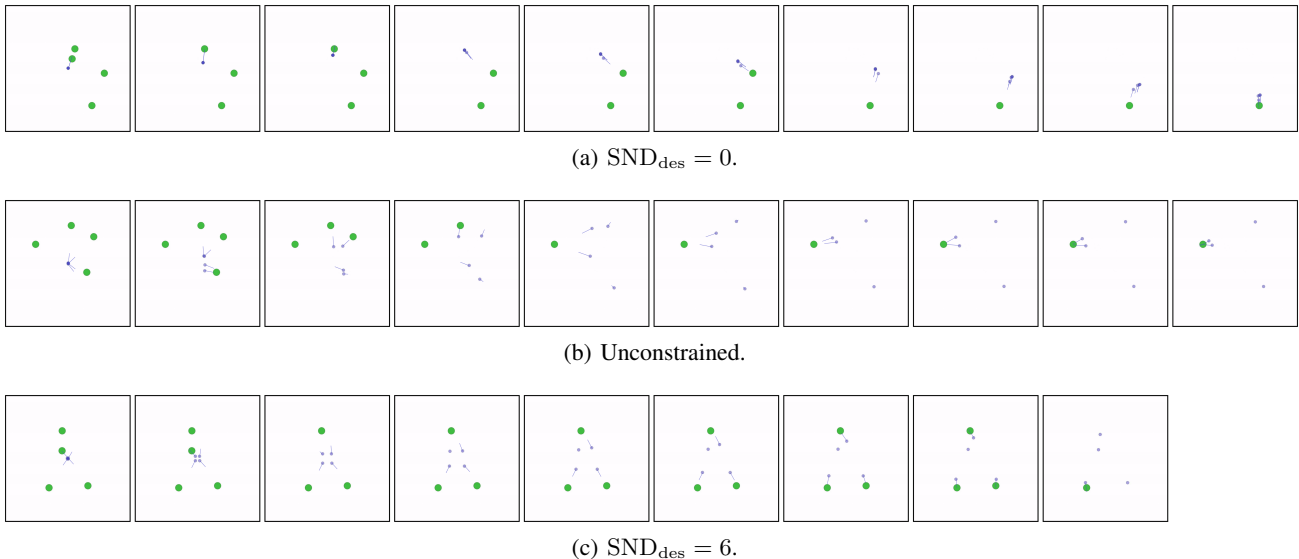 (a) SND_des = 0.
(b) Unconstrained.
(c) SND_des = 6.